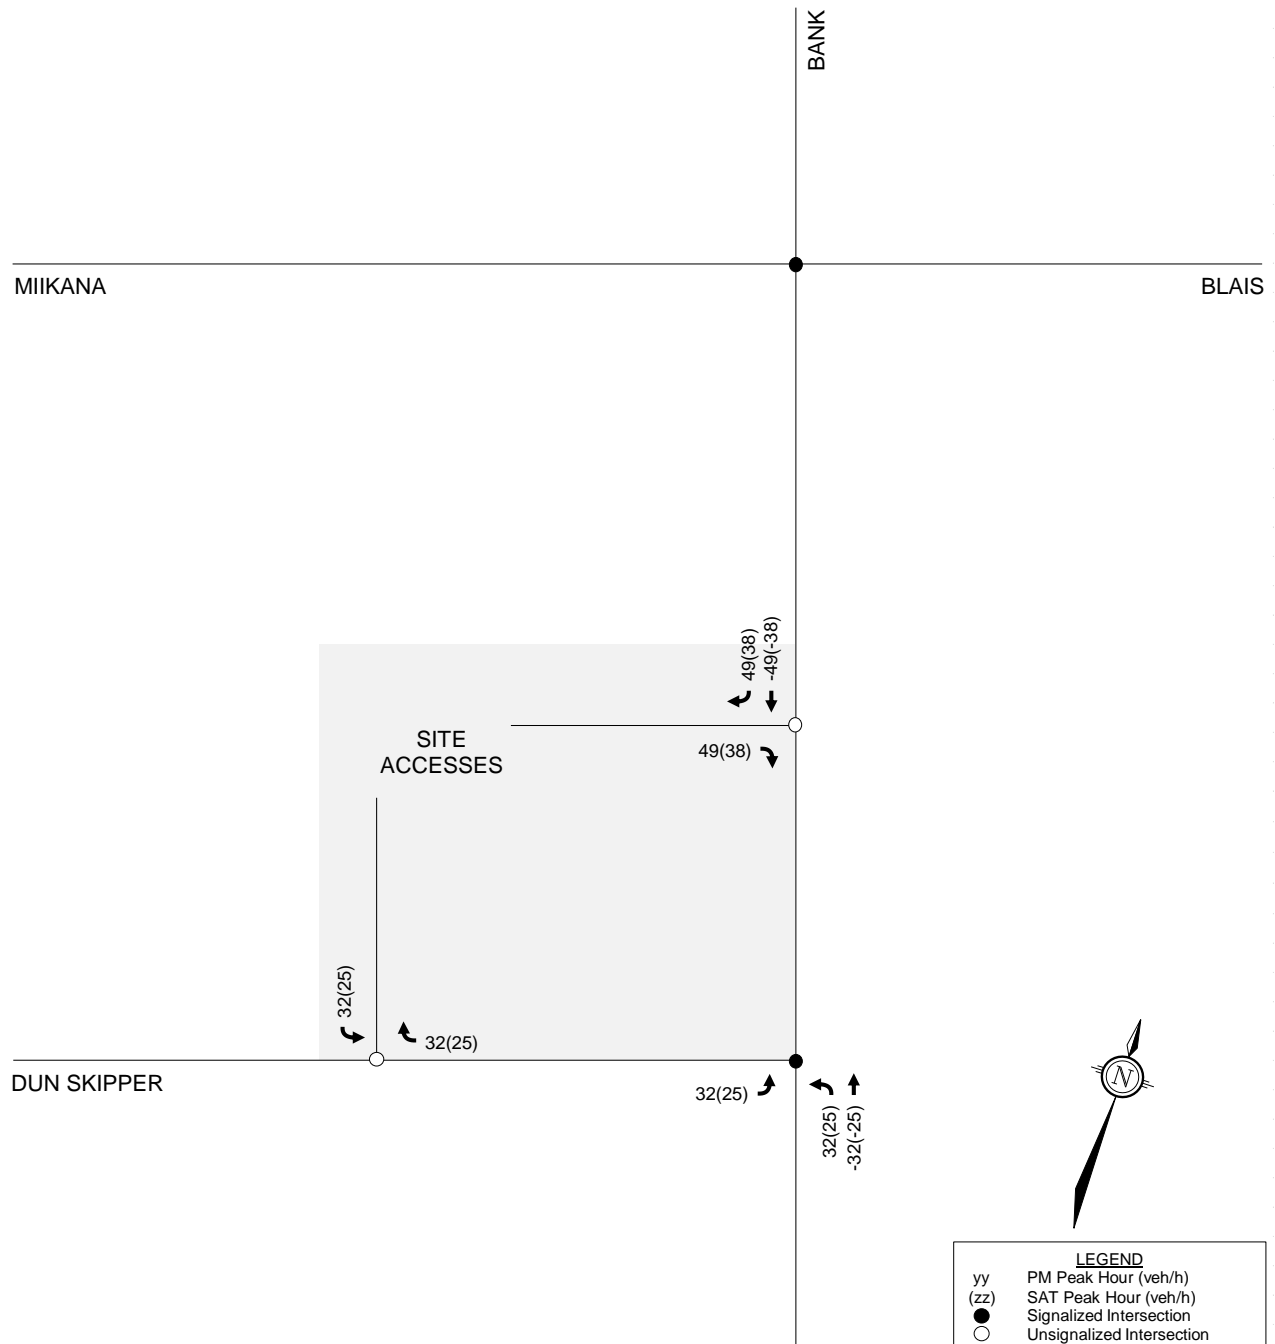 BANK
MIIKANA
BLAIS
49(38)
-49(-38)
49(38)
SITE
ACCESSES
32(25)
32(25)
DUN SKIPPER
32(25)
32(25)
-32(-25)
N
LEGEND
yy PM Peak Hour (veh/h)
(zz) SAT Peak Hour (veh/h)
Signalized Intersection
Unsignalized Intersection